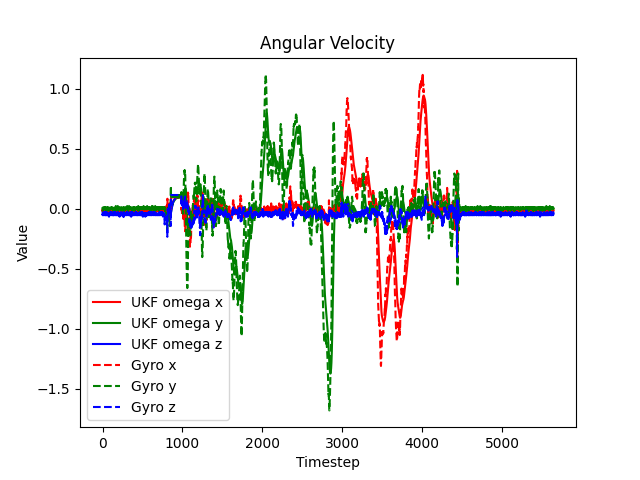 Angular Velocity
1.0
0.5
0.0
−0.5
−1.0
−1.5
Value
UKF omega x
UKF omega y
UKF omega z
Gyro x
Gyro y
Gyro z
0 1000 2000 3000 4000 5000
Timestep